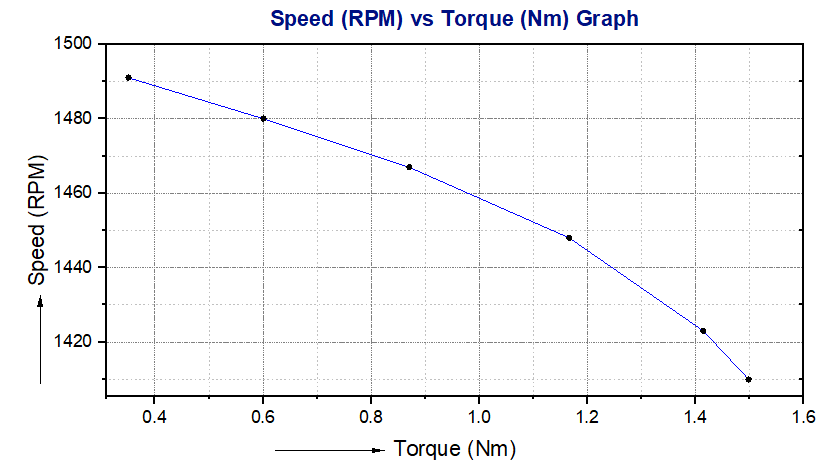 Speed (RPM) vs Torque (Nm) Graph
1500
1480
1460
1440
1420
Speed (RPM)
0.4 0.6 0.8 1.0 1.2 1.4 1.6
Torque (Nm)